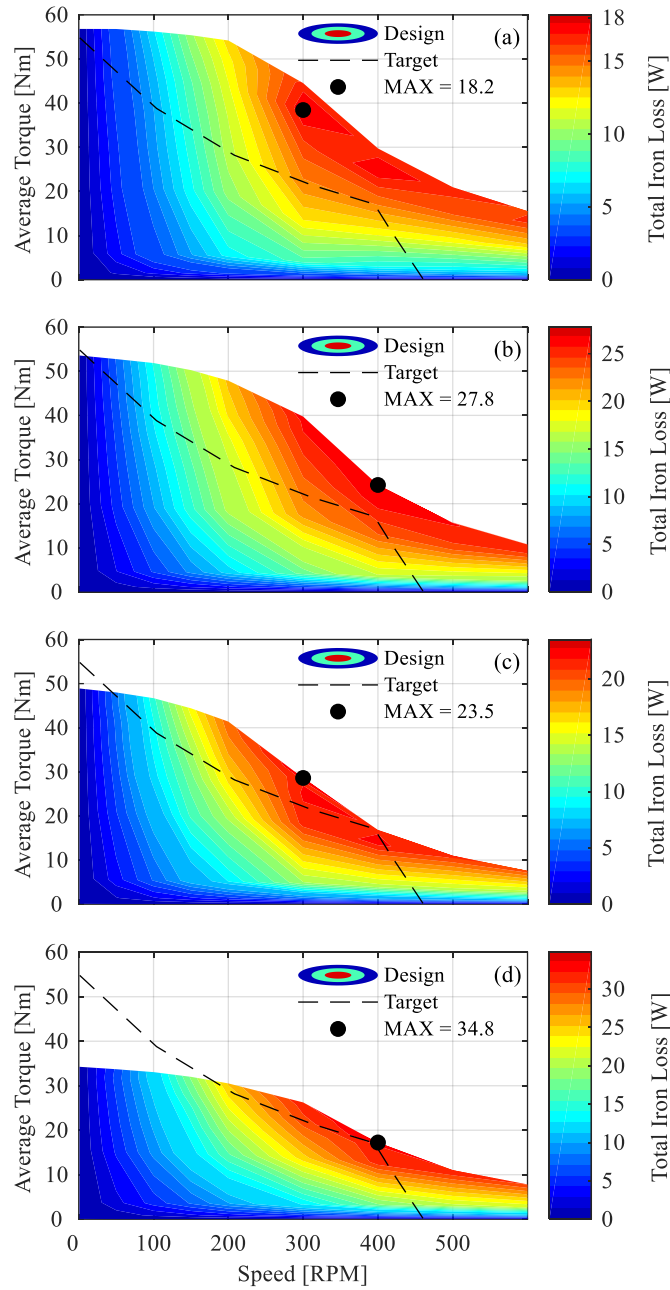 60
50
40
30
20
10
0
Average Torque [Nm]
Design
(a)
Target
MAX = 18.2
18
15
10
5
0
Total Iron Loss [W]
60
50
40
30
20
10
0
Average Torque [Nm]
Design
(b)
Target
MAX = 27.8
25
20
15
10
5
0
Total Iron Loss [W]
60
50
40
30
20
10
0
Average Torque [Nm]
Design
(c)
Target
MAX = 23.5
20
15
10
5
0
Total Iron Loss [W]
60
50
40
30
20
10
0
Average Torque [Nm]
Design
(d)
Target
MAX = 34.8
30
25
20
15
10
5
0
Total Iron Loss [W]
0 100 200 300 400 500
Speed [RPM]